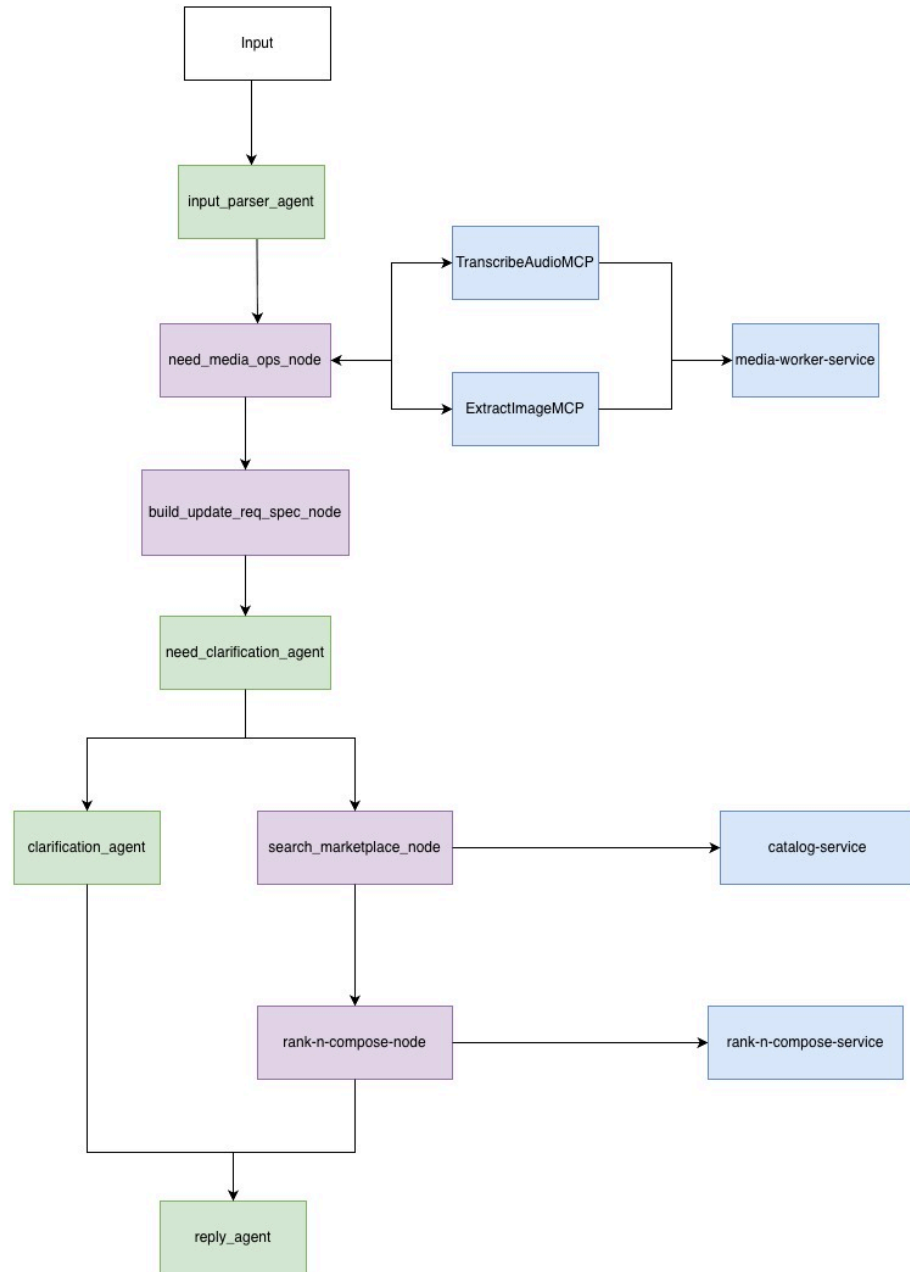 Input
input_parser_agent
TranscribeAudioMCP
need_media_ops_node
media-worker-service
ExtractImageMCP
build_update_req_spec_node
need_clarification_agent
clarification_agent
search_marketplace_node
catalog-service
rank-n-compose-node
rank-n-compose-service
reply_agent